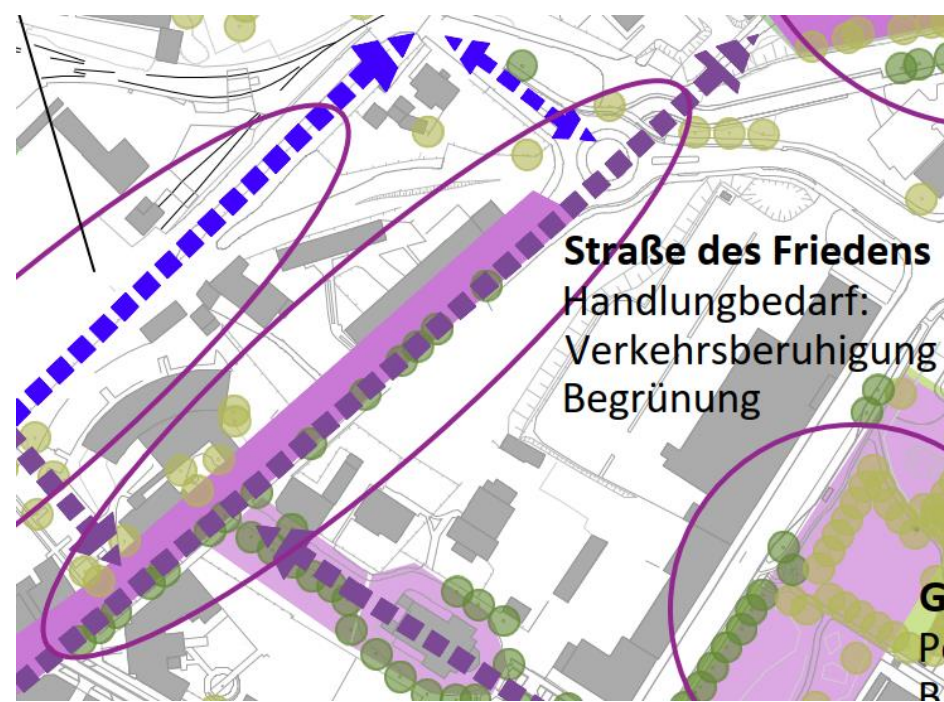 Straße des Friedens
Handlungbedarf:
Verkehrsberuhigung
Begrünung